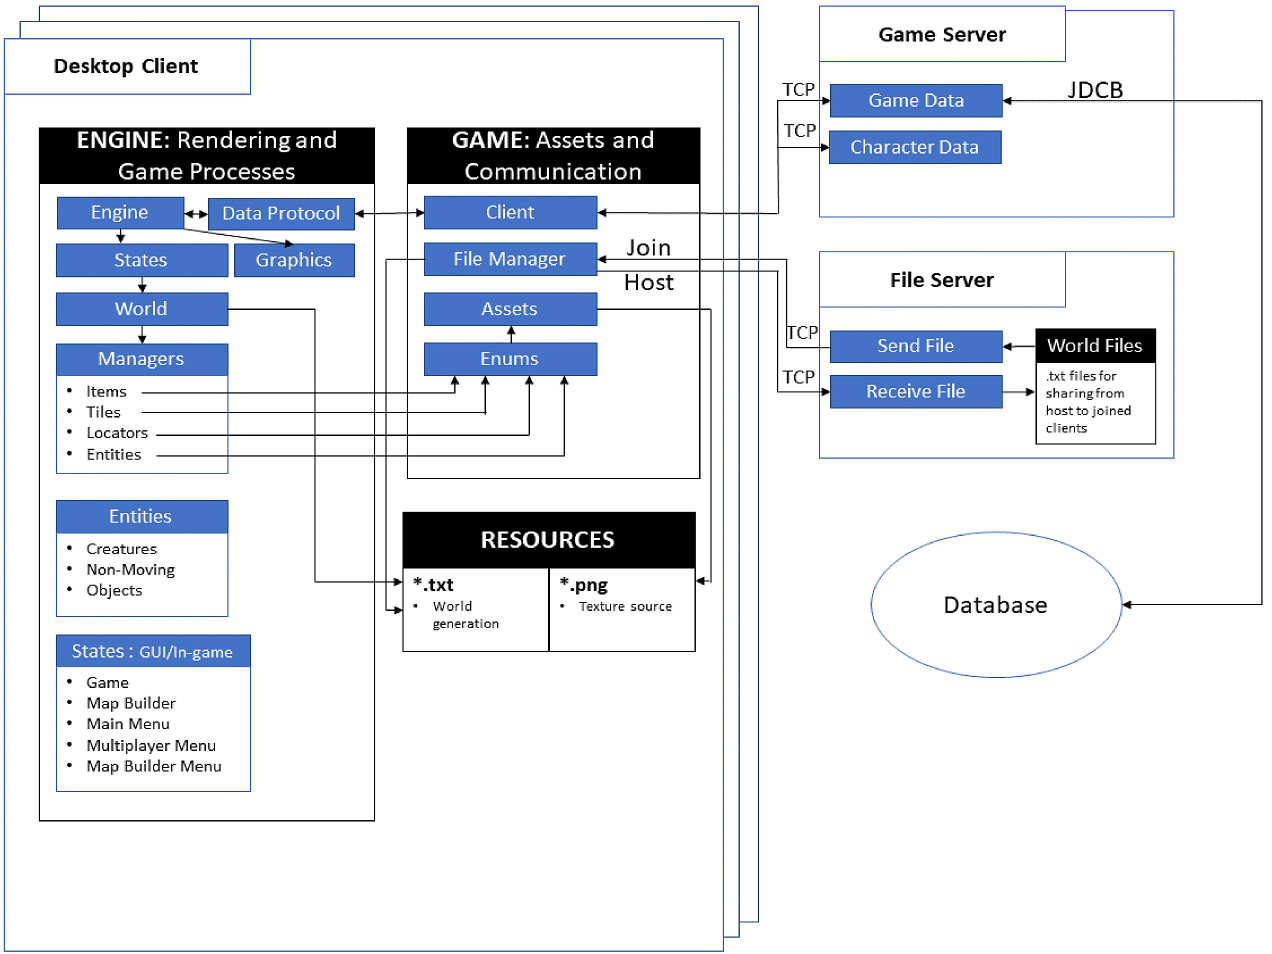 Desktop Client
ENGINE: Rendering and
Game Processes
Engine
Data Protocol
States
Graphics
World
Managers
• Items
• Tiles
• Locators
• Entities
Entities
• Creatures
• Non-Moving
• Objects
States : GUI/In-game
• Game
• Map Builder
• Main Menu
• Multiplayer Menu
• Map Builder Menu
GAME: Assets and
Communication
Client
File Manager
Assets
Enums
RESOURCES
*.txt
• World
generation
*.png
• Texture source
Join
Host
Game Server
TCP
Game Data
JDCB
TCP
Character Data
File Server
TCP
Send File
TCP
Receive File
World Files
.txt files for
sharing from
host to joined
clients
Database